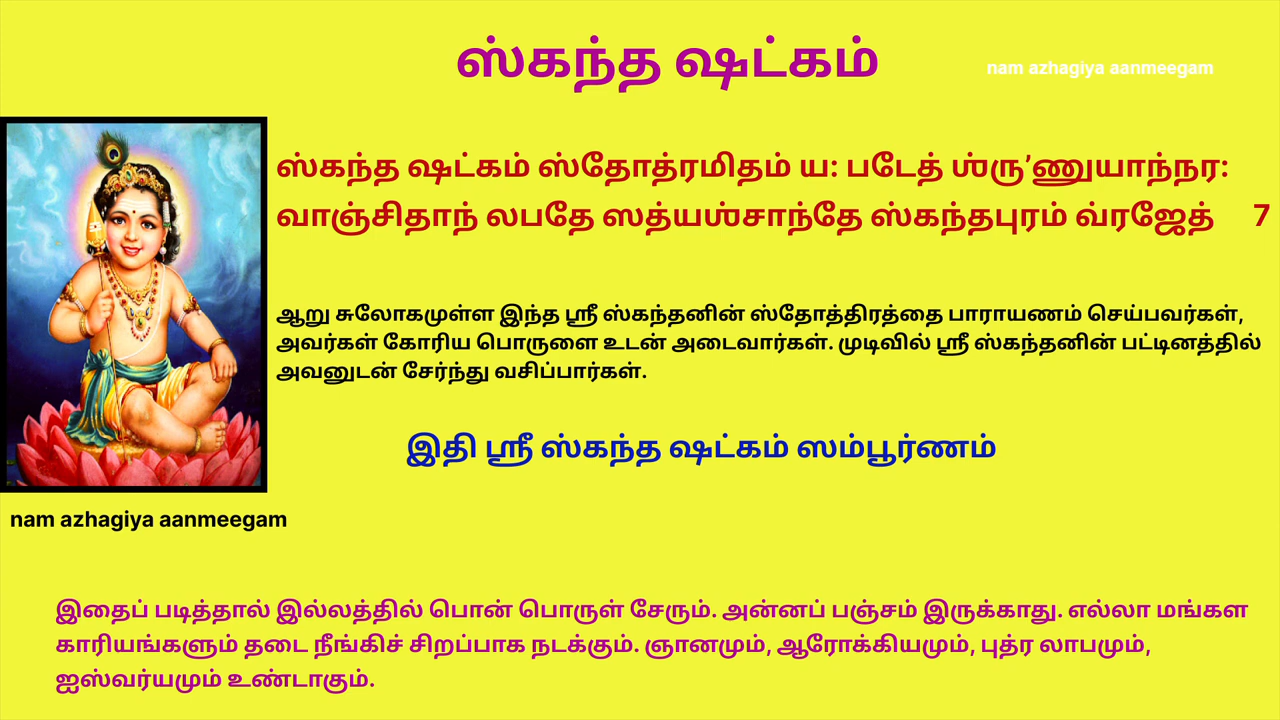 ஸ்கந்த ஷட்கம்
nam azhagiya aanmeegam
ஸ்கந்த ஷட்கம் ஸ்தோத்ரமிதம் ய: படேத் ஶ்ரு’ணுயாந்நர:
வாஞ்சிதாந் லபதே ஸத்யஶ்சாந்தே ஸ்கந்தபுரம் வ்ரஜேத் 7
ஆறு சுலோகமுள்ள இந்த ஸ்ரீ ஸ்கந்தனின் ஸ்தோத்திரத்தை பாராயணம் செய்பவர்கள்,
அவர்கள் கோரிய பொருளை உடன் அடைவார்கள். முடிவில் ஸ்ரீ ஸ்கந்தனின் பட்டினத்தில்
அவனுடன் சேர்ந்து வசிப்பார்கள்.
இதி ஸ்ரீ ஸ்கந்த ஷட்கம் ஸம்பூர்ணம்
nam azhagiya aanmeegam
இதைப் படித்தால் இல்லத்தில் பொன் பொருள் சேரும். அன்னப் பஞ்சம் இருக்காது. எல்லா மங்கள
காரியங்களும் தடை நீங்கிச் சிறப்பாக நடக்கும். ஞானமும், ஆரோக்கியமும், புத்ர லாபமும்,
ஐஸ்வர்யமும் உண்டாகும்.